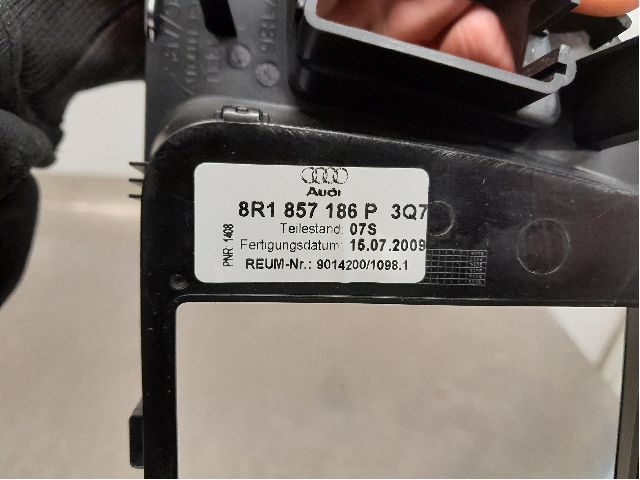 Audi
8R1 857 186 P 3Q7
Teilestand: 07S
Fertigungsdatum: 15.07.2009
REUM-Nr.: 9014200/1098.1
PNR: 1408